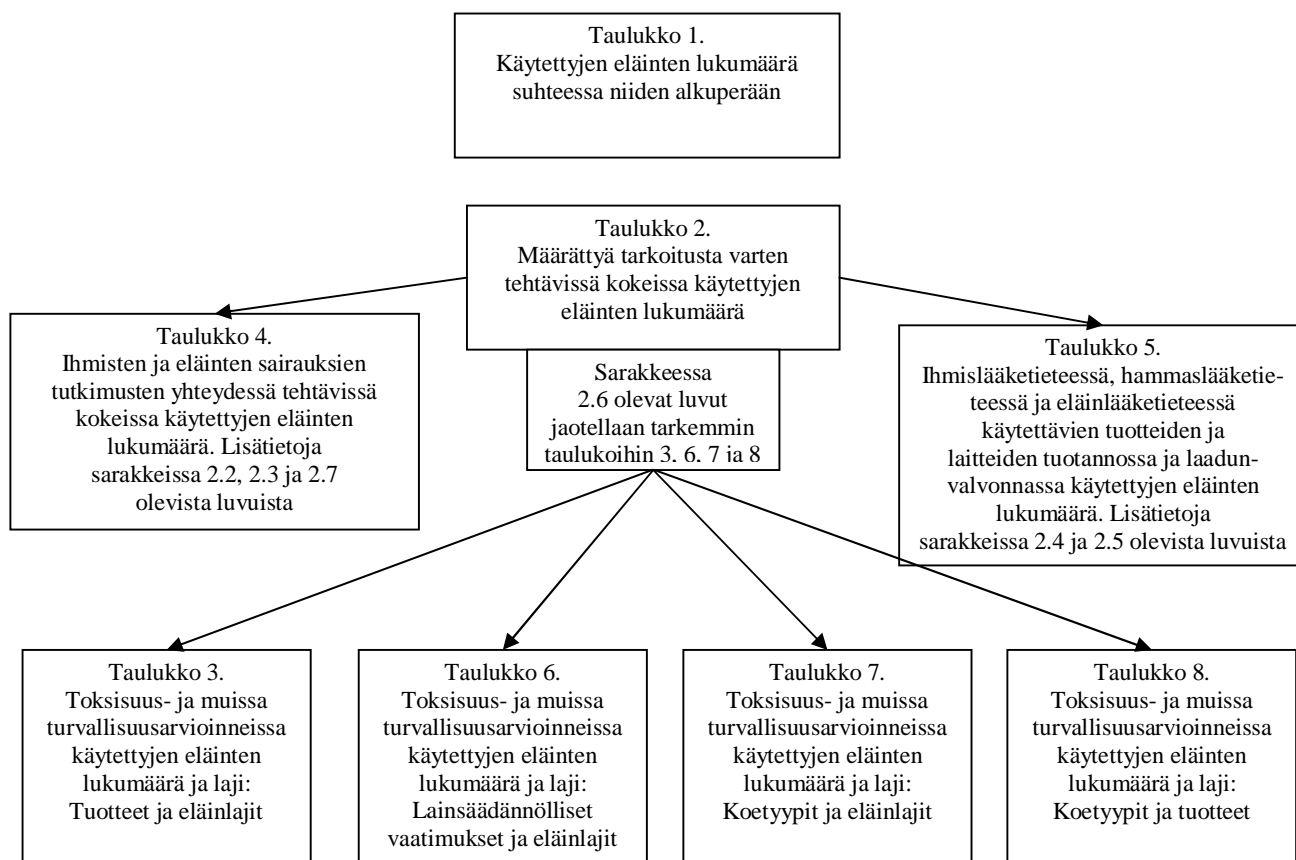 Taulukko 1.
Käytettyjen eläinten lukumäärä
suhteessa niiden alkuperään
Taulukko 2.
Määrättyä tarkoitusta varten
tehtävissä kokeissa käytettyjen
eläinten lukumäärä
Sarakkeessa
2.6 olevat luvut
jaotellaan tarkemmin
taulukoihin 3, 6, 7 ja 8
Taulukko 4.
Ihmisten ja eläinten sairauksien
tutkimusten yhteydessä tehtävissä
kokeissa käytettyjen eläinten
lukumäärä. Lisätietoja
sarakkeissa 2.2, 2.3 ja 2.7
olevista luvuista
Taulukko 5.
Ihmislääketieteessä, hammaslääketie-
teessä ja eläinlääketieteessä
käytettävien tuotteiden ja
laitteiden tuotannossa ja laadun-
valvonnassa käytettyjen eläinten
lukumäärä. Lisätietoja
sarakkeissa 2.4 ja 2.5 olevista luvuista
Taulukko 3.
Toksisuus- ja muissa
turvallisuusarvioinneissa
käytettyjen eläinten
lukumäärä ja laji:
Tuotteet ja eläinlajit
Taulukko 6.
Toksisuus- ja muissa
turvallisuusarvioinneissa
käytettyjen eläinten
lukumäärä ja laji:
Lainsäädännölliset
vaatimukset ja eläinlajit
Taulukko 7.
Toksisuus- ja muissa
turvallisuusarvioinneissa
käytettyjen eläinten
lukumäärä ja laji:
Koetyypit ja eläinlajit
Taulukko 8.
Toksisuus- ja muissa
turvallisuusarvioinneissa
käytettyjen eläinten
lukumäärä ja laji:
Koetyypit ja tuotteet